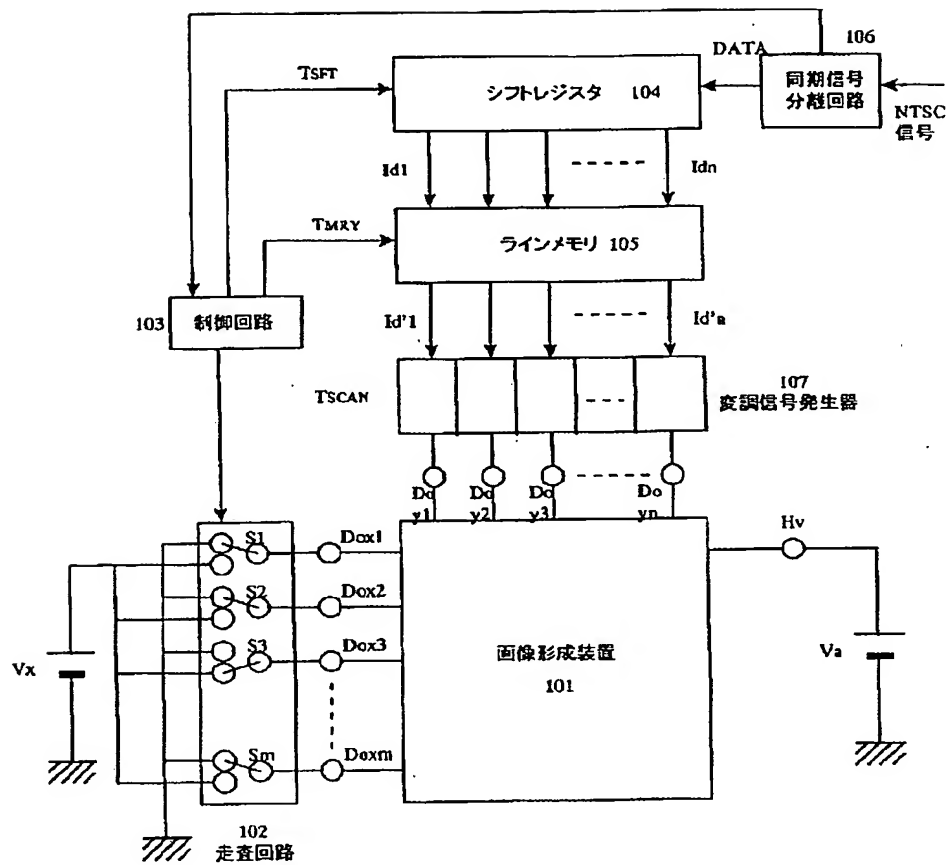 106
DATA
同期信号
分離回路
NTSC
信号
TSFT
シフトレジスタ 104
Id1
Idn
TMRY
ラインメモリ 105
103 制御回路
Id'1
Id'n
TSCAN
107
変調信号発生器
Do
y1
Do
y2
Do
y3
Do
yn
Hv
S1
Dox1
S2
Dox2
S3
Dox3
Vx
画像形成装置
101
Va
Sm
Doxm
102
走査回路